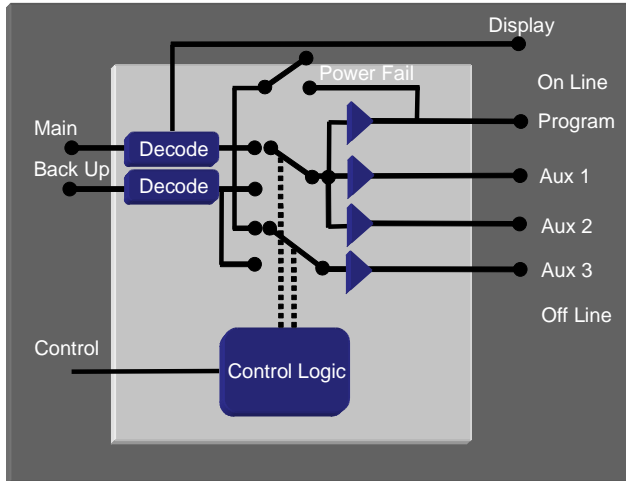 Display
Power Fail
On Line
Main
Decode
Program
Back Up
Decode
Aux 1
Aux 2
Aux 3
Off Line
Control
Control Logic